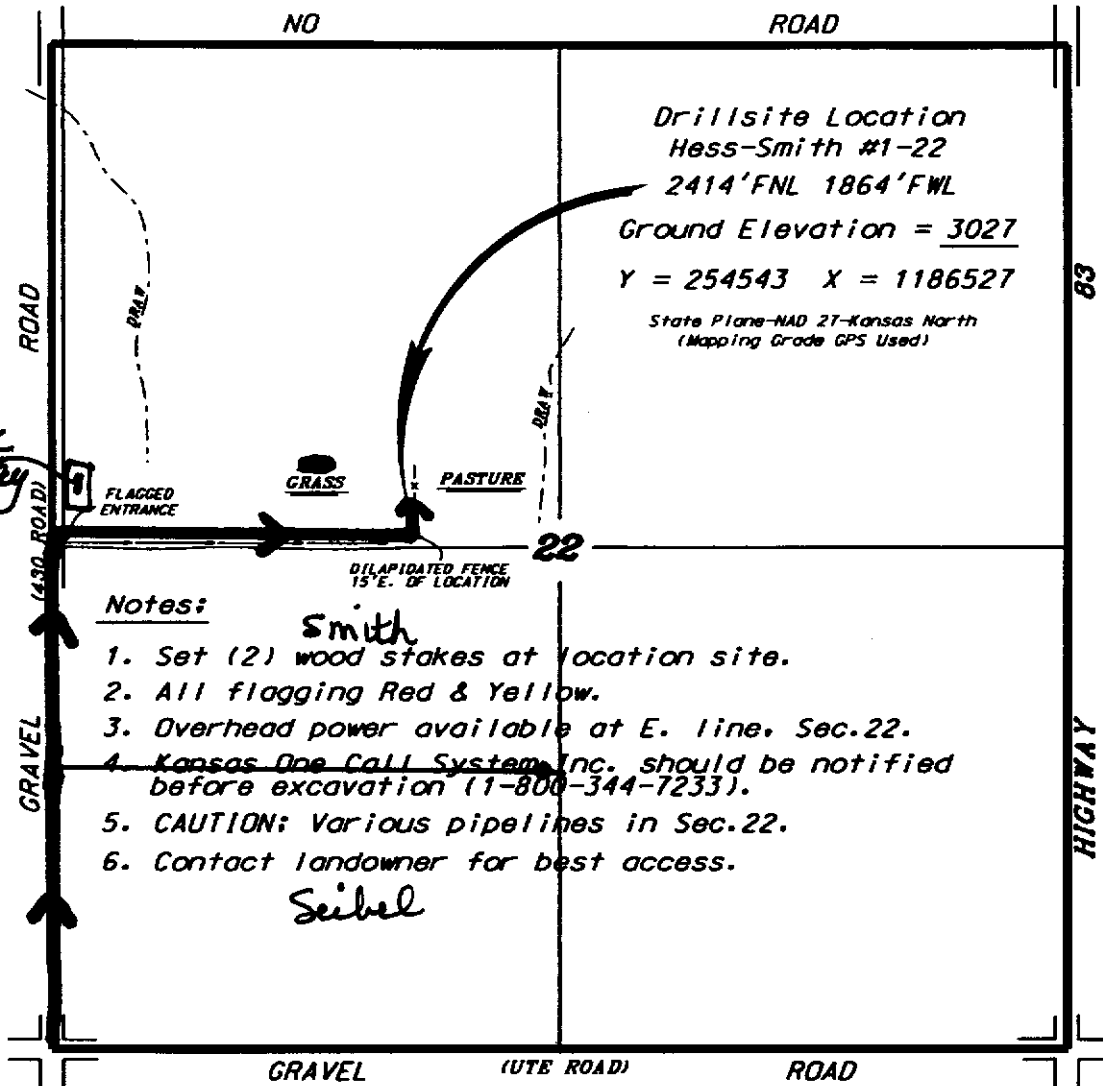 NO ROAD
Drillsite Location
Hess-Smith #1-22
2414'FNL 1864'FWL
Ground Elevation = 3027
Y = 254543 X = 1186527
State Plane-NAD 27-Kansas North
(Mapping Grade GPS Used)
ROAD
83
DRAW
DRAW
GRASS
PASTURE
FLAGGED
ENTRANCE
(430 ROAD)
22
DILAPIDATED FENCE
15'E. OF LOCATION
Notes:
Smith
1. Set (2) wood stakes at location site.
2. All flagging Red & Yellow.
3. Overhead power available at E. line, Sec.22.
4. Kansas One Call System, Inc. should be notified
before excavation (1-800-344-7233).
5. CAUTION: Various pipelines in Sec.22.
6. Contact landowner for best access.
Seibel
GRAVEL
HIGHWAY
GRAVEL (UTE ROAD) ROAD